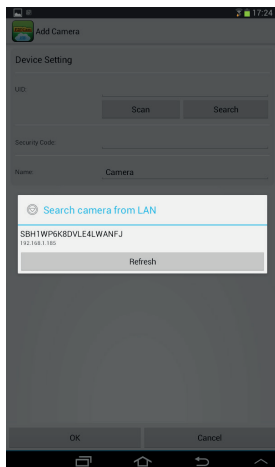 17:24
Add Camera
Device Setting
UID:
Scan Search
Security Code:
Name: Camera
Search camera from LAN
SBH1WP6K8DVLE4LWANFJ
192.168.1.185
Refresh
OK Cancel